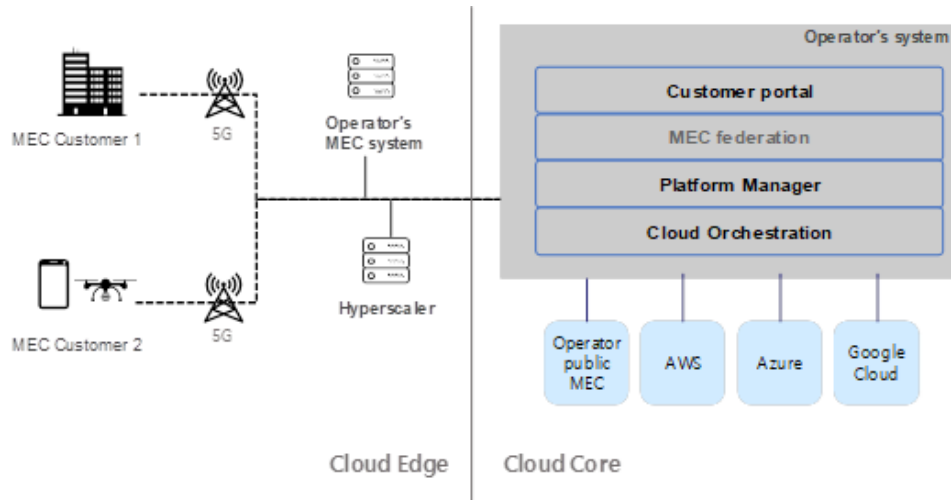 MEC Customer 1
5G
Operator's
MEC system
Hyperscaler
MEC Customer 2
5G
Cloud Edge
Operator's system
Customer portal
MEC federation
Platform Manager
Cloud Orchestration
Operator
public
MEC
AWS
Azure
Google
Cloud
Cloud Core